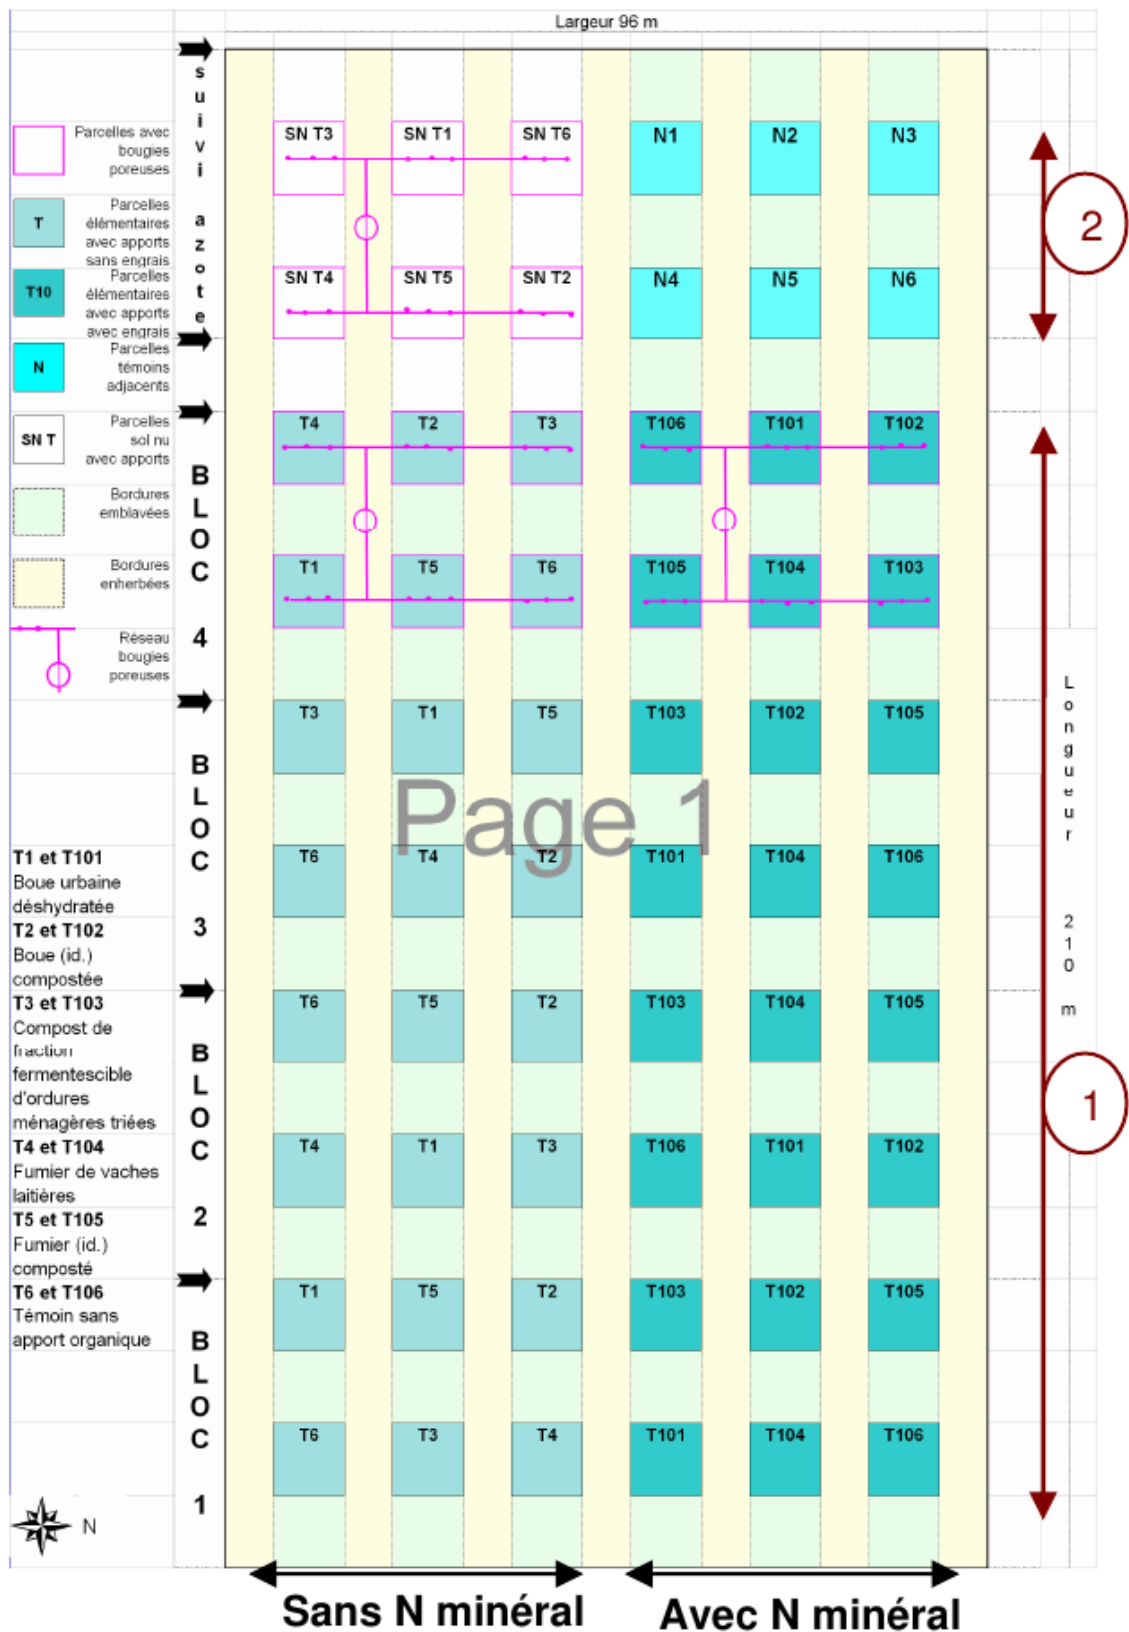 Largeur 96 m
suivi azote
Parcelles avec
bougies
poreuses
T
Parcelles
élémentaires
avec apports
sans engrais
T10
Parcelles
élémentaires
avec apports
avec engrais
N
Parcelles
témoins
adjacents
SN T
Parcelles
sol nu
avec apports
Bordures
emblavées
Bordures
enherbées
Réseau
bougies
poreuses
T1 et T101
Boue urbaine
déshydratée
T2 et T102
Boue (id.)
compostée
T3 et T103
Compost de
fraction
fermentescible
d'ordures
ménagères triées
T4 et T104
Fumier de vaches
laitières
T5 et T105
Fumier (id.)
composté
T6 et T106
Témoin sans
apport organique
N
SN T3 SN T1 SN T6 N1 N2 N3
SN T4 SN T5 SN T2 N4 N5 N6
2
BLOC 4
T4 T2 T3 T106 T101 T102
T1 T5 T6 T105 T104 T103
BLOC 3
T3 T1 T5 T103 T102 T105
Page 1
T6 T4 T2 T101 T104 T106
BLOC 2
T6 T5 T2 T103 T104 T105
T4 T1 T3 T106 T101 T102
BLOC 1
T1 T5 T2 T103 T102 T105
T6 T3 T4 T101 T104 T106
Longueur 210 m
1
Sans N minéral
Avec N minéral